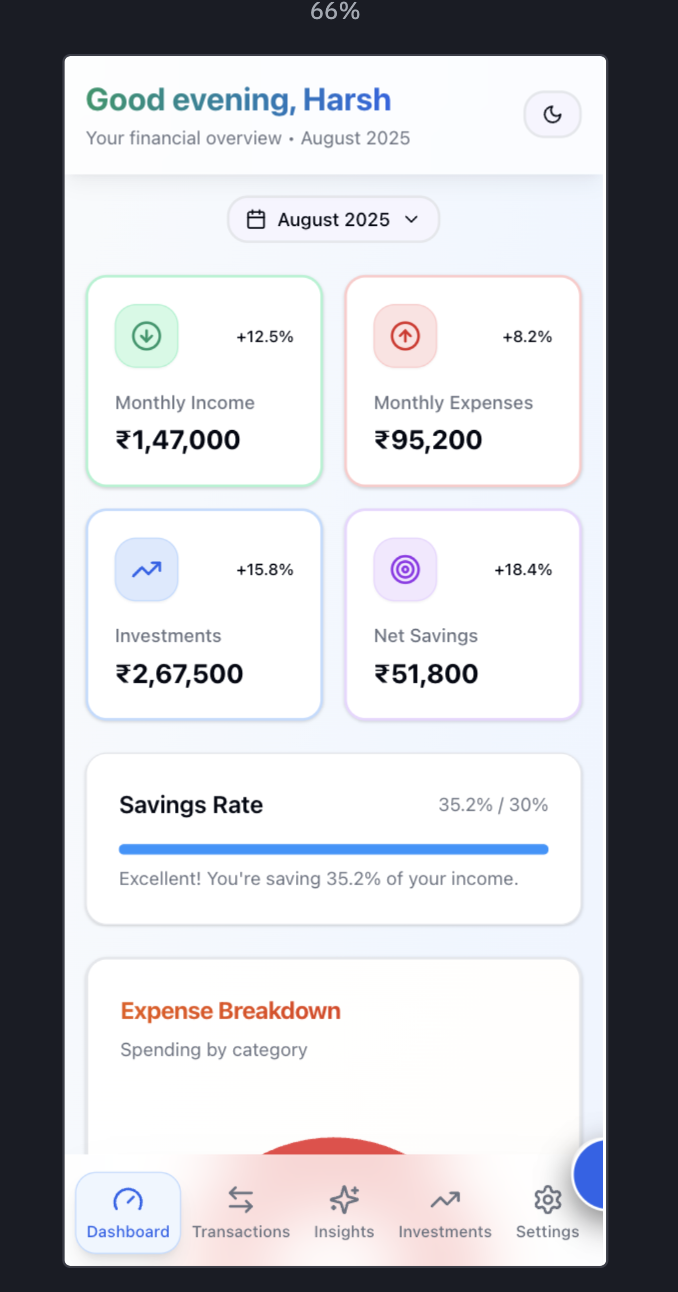 66%
Good evening, Harsh
Your financial overview • August 2025
August 2025
+12.5%
Monthly Income
₹1,47,000
+8.2%
Monthly Expenses
₹95,200
+15.8%
Investments
₹2,67,500
+18.4%
Net Savings
₹51,800
Savings Rate
35.2% / 30%
Excellent! You're saving 35.2% of your income.
Expense Breakdown
Spending by category
Dashboard
Transactions
Insights
Investments
Settings